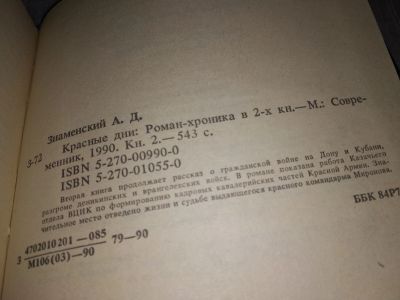 Знаменский А. Д.
З-72 Красные дни: Роман-хроника в 2-х кн.—М.: Совре-
менник, 1990. Кн. 2.—543 с.
ISBN 5-270-00990-0
ISBN 5-270-01055-0
Вторая книга продолжает рассказ о гражданской войне на Дону и Кубани,
разгроме деникинских и врангелевских войск. В романе показана работа Казачьего
отдела ВЦИК по формированию кадровых кавалерийских частей Красной Армии. Зна-
чительное место отведено жизни и судьбе выдающегося красного командарма Миронова.
З 4702010201—085 79—90
М106(03)—90
ББК 84Р7